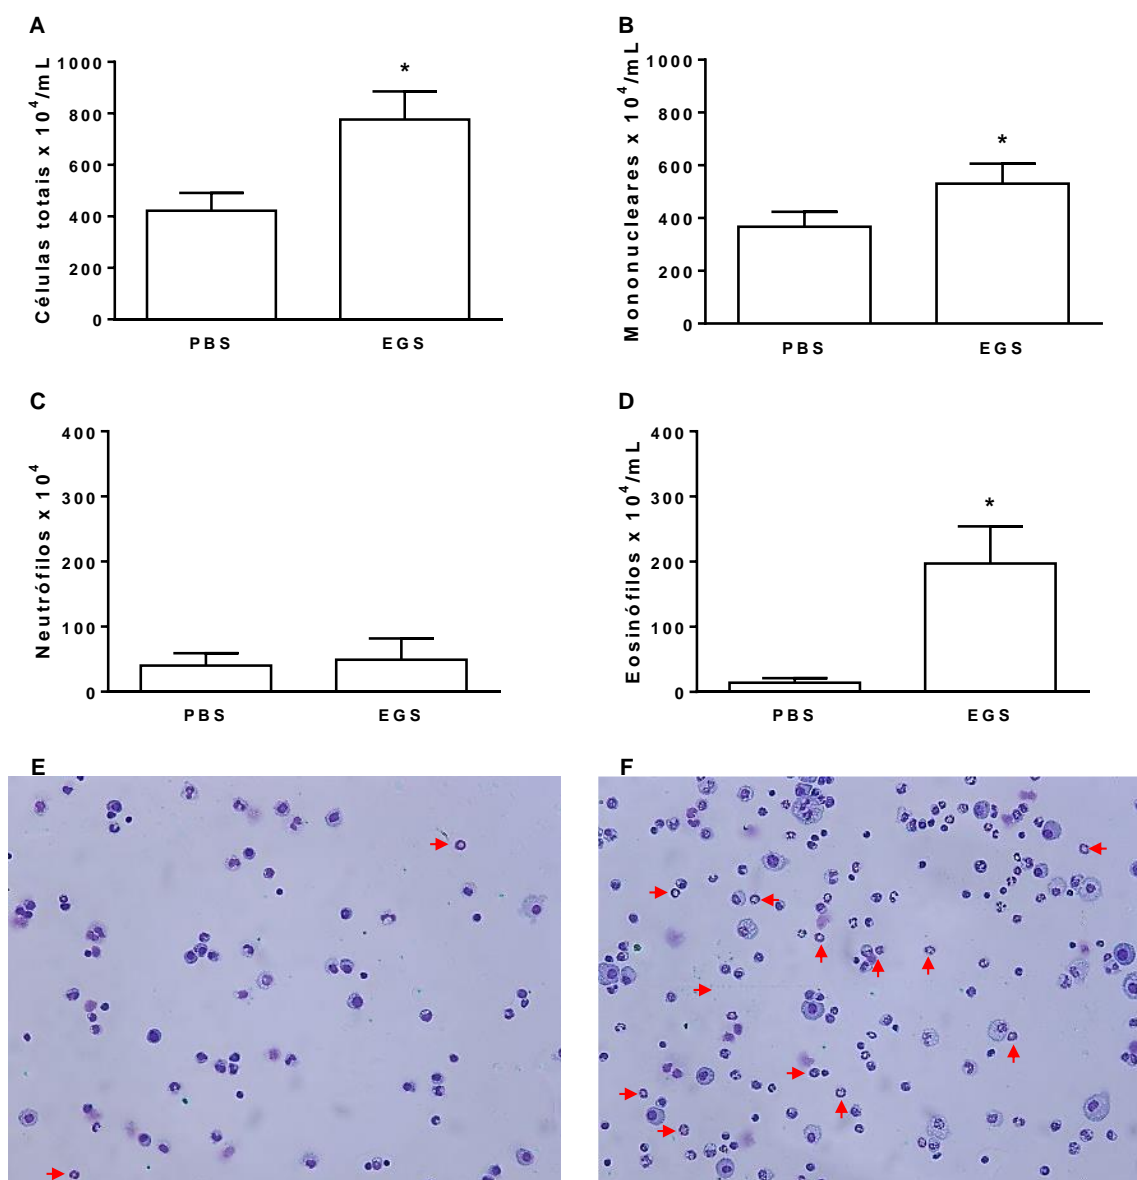 A
Células totais x 10⁴/mL
1000
800
600
400
200
0
*
PBS
EGS
B
Mononucleares x 10⁴/mL
1000
800
600
400
200
0
*
PBS
EGS
C
Neutrófilos x 10⁴
400
300
200
100
0
PBS
EGS
D
Eosinófilos x 10⁴/mL
400
300
200
100
0
*
PBS
EGS
E
F